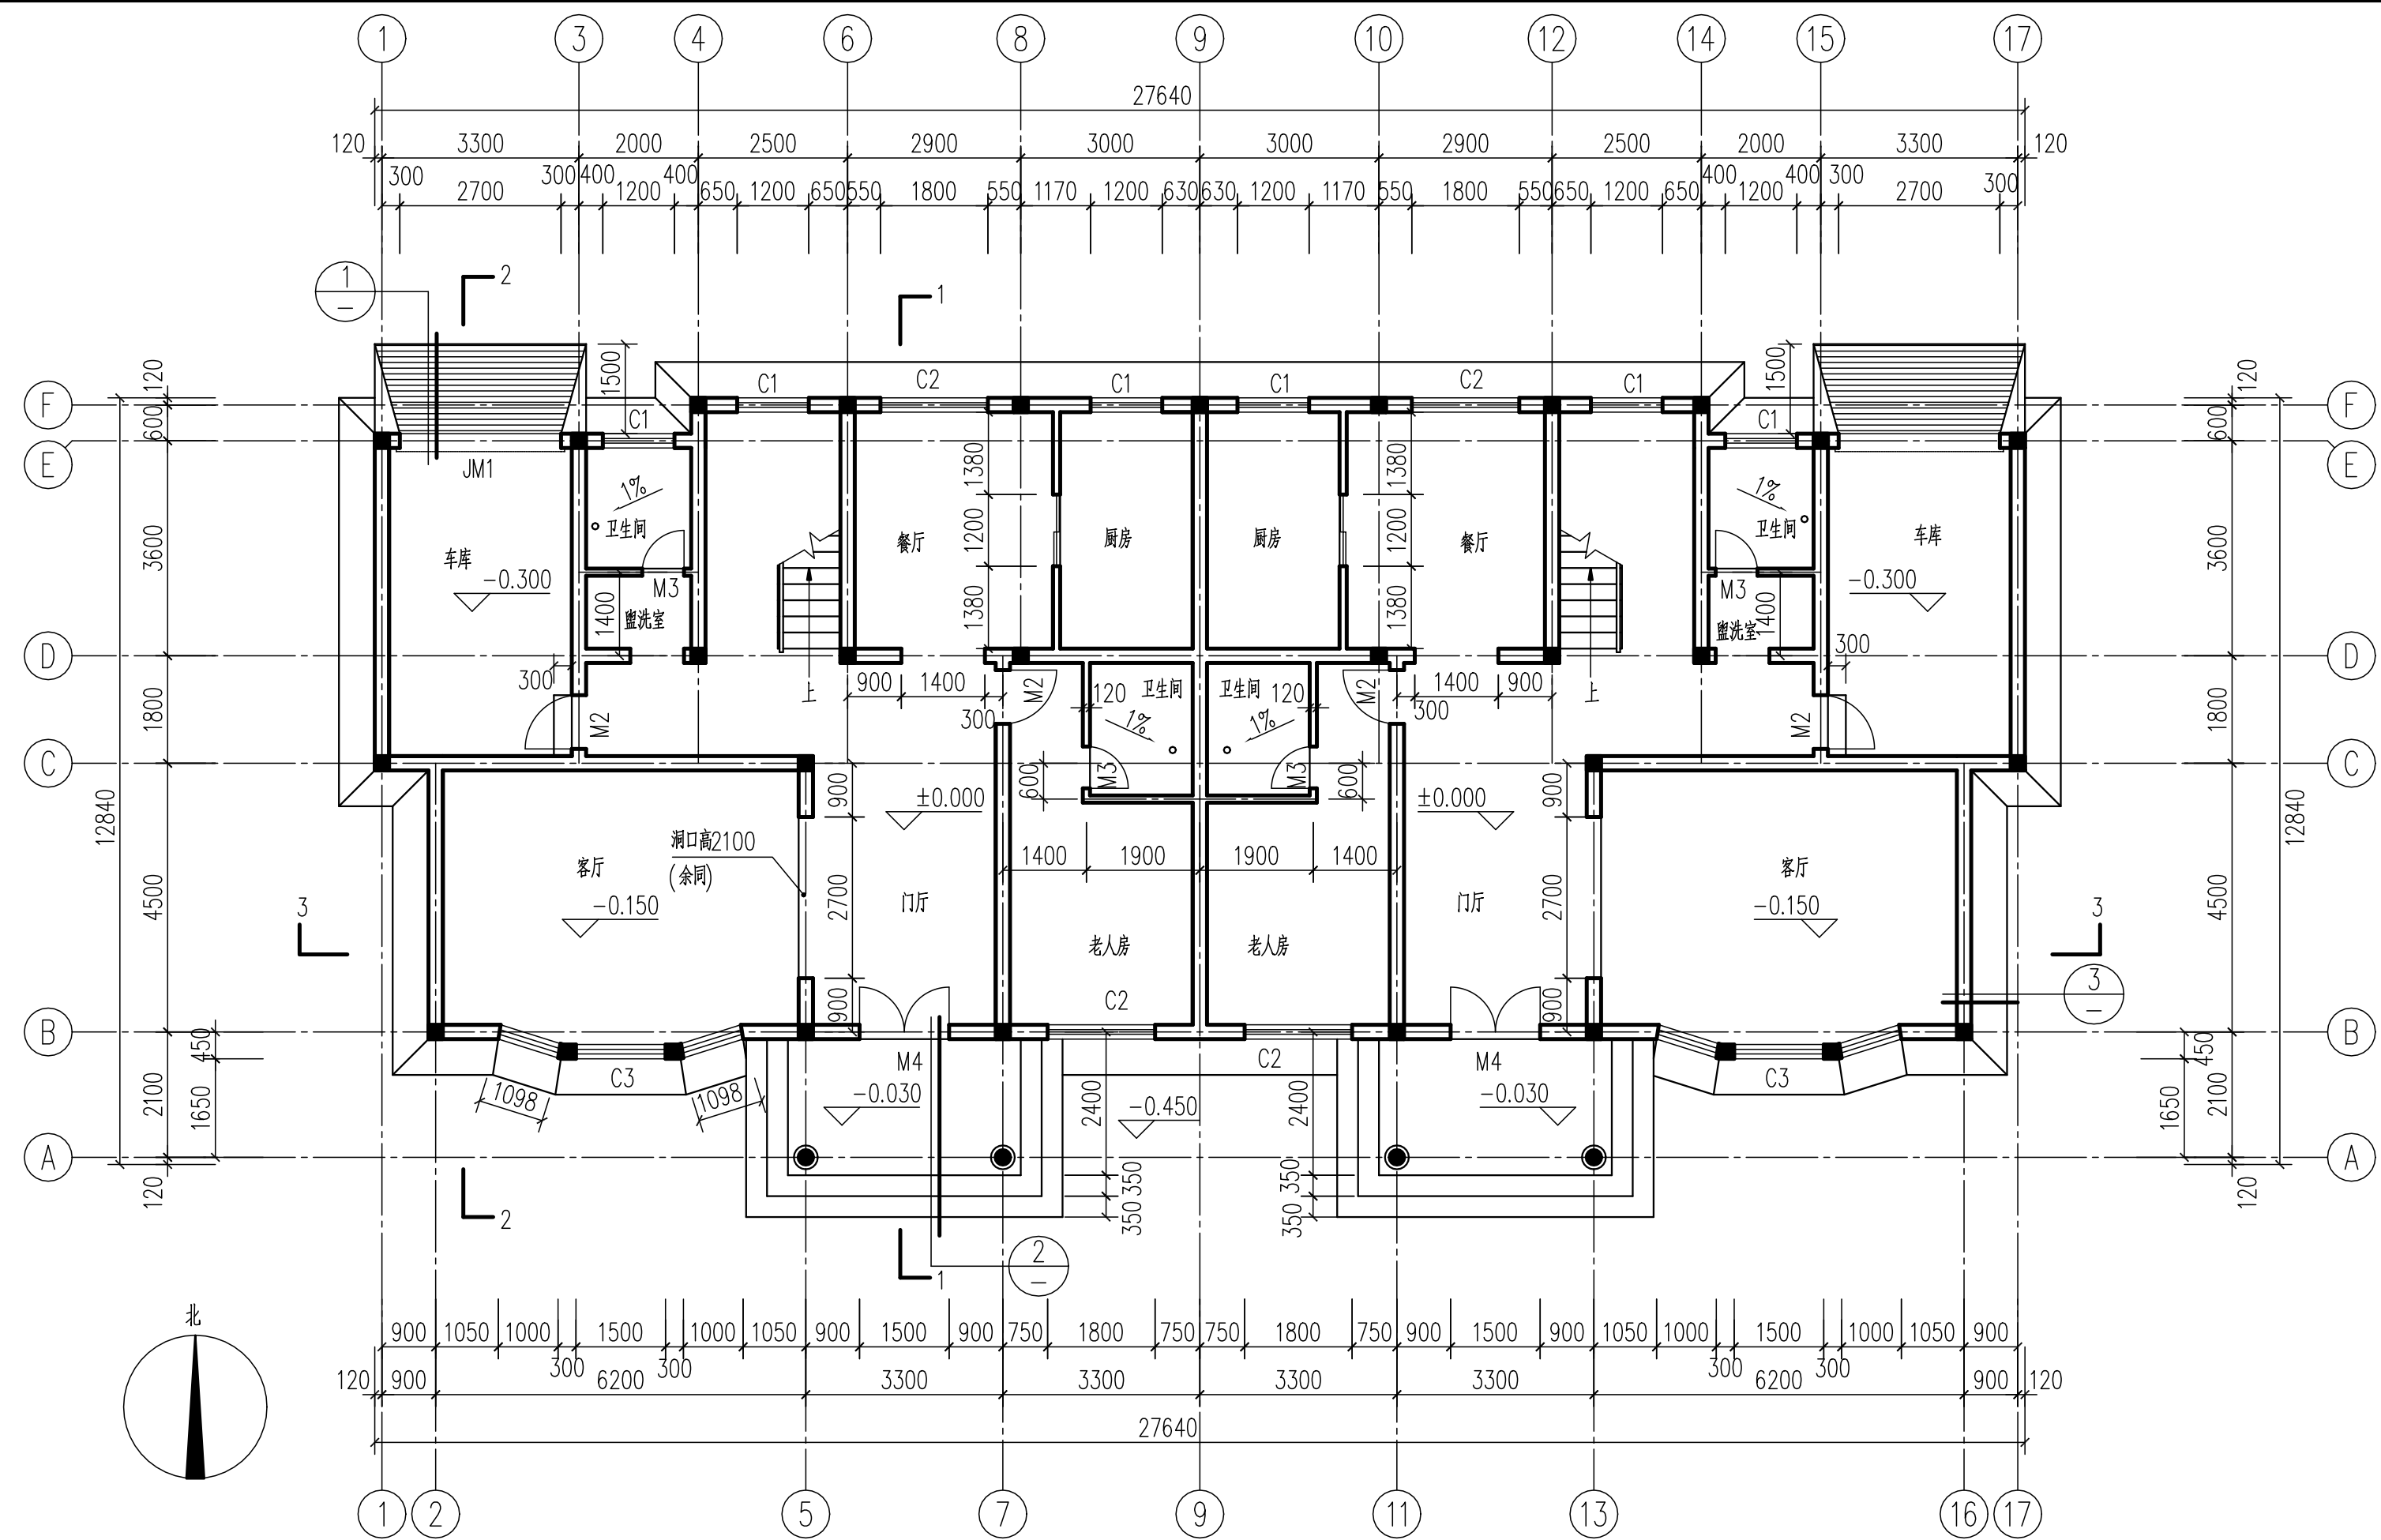 1 3 4 6 8 9 10 12 14 15 17
27640
120 3300 2000 2500 2900 3000 3000 2900 2500 2000 3300 120
300 2700 300 400 1200 400 650 1200 650 550 1800 550 1170 1200 630 630 1200 1170 550 1800 550 650 1200 650 400 1200 400 300 2700 300
1
—
2
1
120 1500 1500 120
F C1 C2 C1 C1 C2 C1 F
600 C1 C1 600
E JM1 E
1380 1380
1% 1%
3600 车库 卫生间 餐厅 1200 厨房 厨房 1200 餐厅 卫生间 车库 3600
-0.300 M3 M3 -0.300
1400 盥洗室 1380 1380 盥洗室 1400
D 300 D
300 900 1400 M2 120 卫生间 卫生间 120 M2 1400 900
1800 M2 上 300 1% 1% 300 上 M2 1800
C 900 600 M3 M3 600 900 C
12840 ±0.000 ±0.000 12840
洞口高2100
(余同)
1400 1900 1900 1400
4500 客厅 2700 门厅 门厅 2700 客厅 4500
3 -0.150 老人房 老人房 -0.150 3
3
—
900 C2 900
B B
450 M4 C2 M4 450
C3 C3
2100 1650 1098 1098 -0.030 2400 -0.450 2400 -0.030 1650 2100
A A
120 350 350 120
2 350 350
2
—
1
北
900 1050 1000 1500 1000 1050 900 1500 900 750 1800 750 750 1800 750 900 1500 900 1050 1000 1500 1000 1050 900
300 300 300 300
120 900 6200 3300 3300 3300 3300 6200 900 120
27640
1 2 5 7 9 11 13 16 17